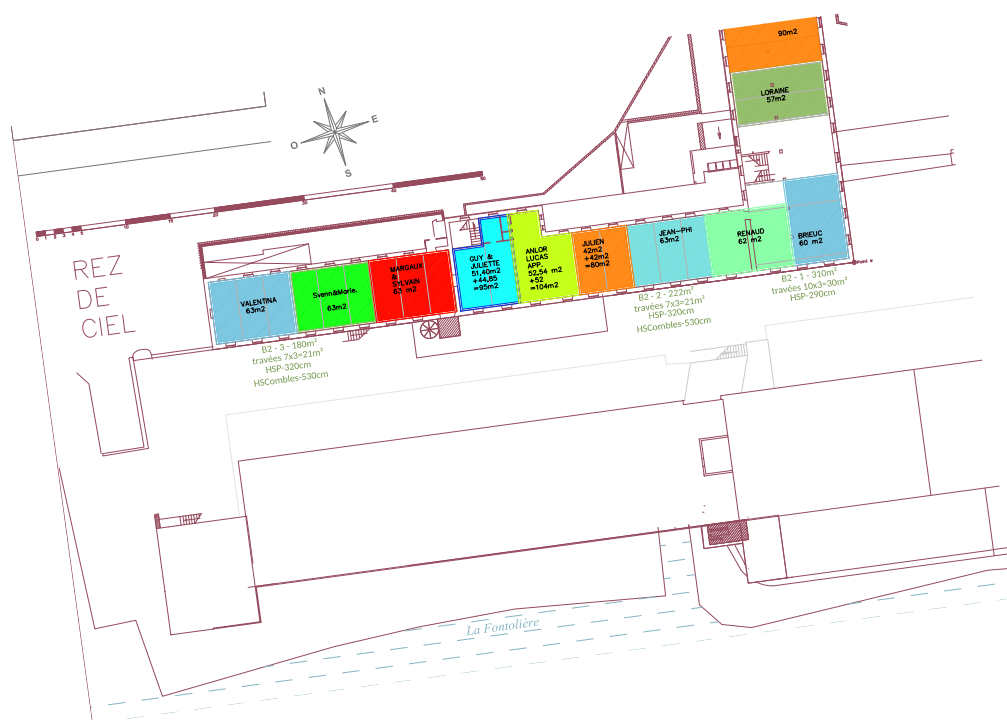 REZ
DE
CIEL
N
E
O
S
90m2
LORAINE
57m2
VALENTINA
63m2
Svenn&Marie.
63m2
MARGAUX
&
SYLVAIN
63 m2
GUY &
JULIETTE
51,40m2
+44,85
=95m2
ANLOR
LUCAS
APP.
52,54 m2
+52
=104m2
JULIEN
42m2
+42m2
=80m2
JEAN-PHI
63m2
RENAUD
62 m2
BRIEUC
60 m2
B2 - 3 - 180m²
travées 7x3=21m²
HSP-320cm
HSCombles-530cm
B2 - 2 - 222m²
travées 7x3=21m²
HSP-320cm
HSCombles-530cm
B2 - 1 - 310m²
travées 10x3=30m²
HSP-290cm
La Fontolière